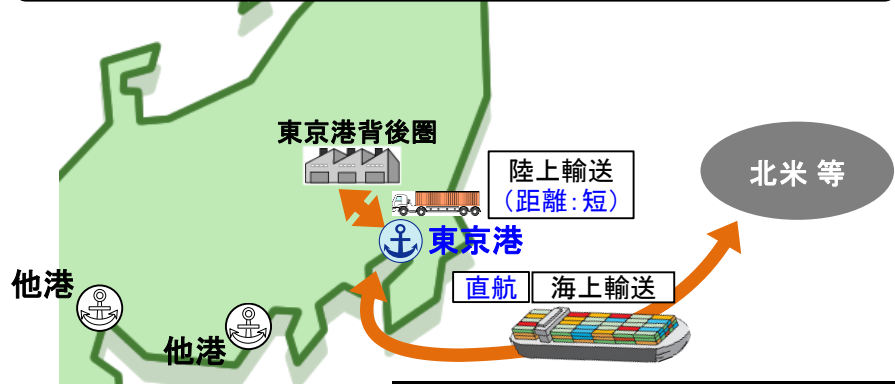 東京港背後圏
陸上輸送
（距離：短）
北米 等
東京港
直航
海上輸送
他港
他港